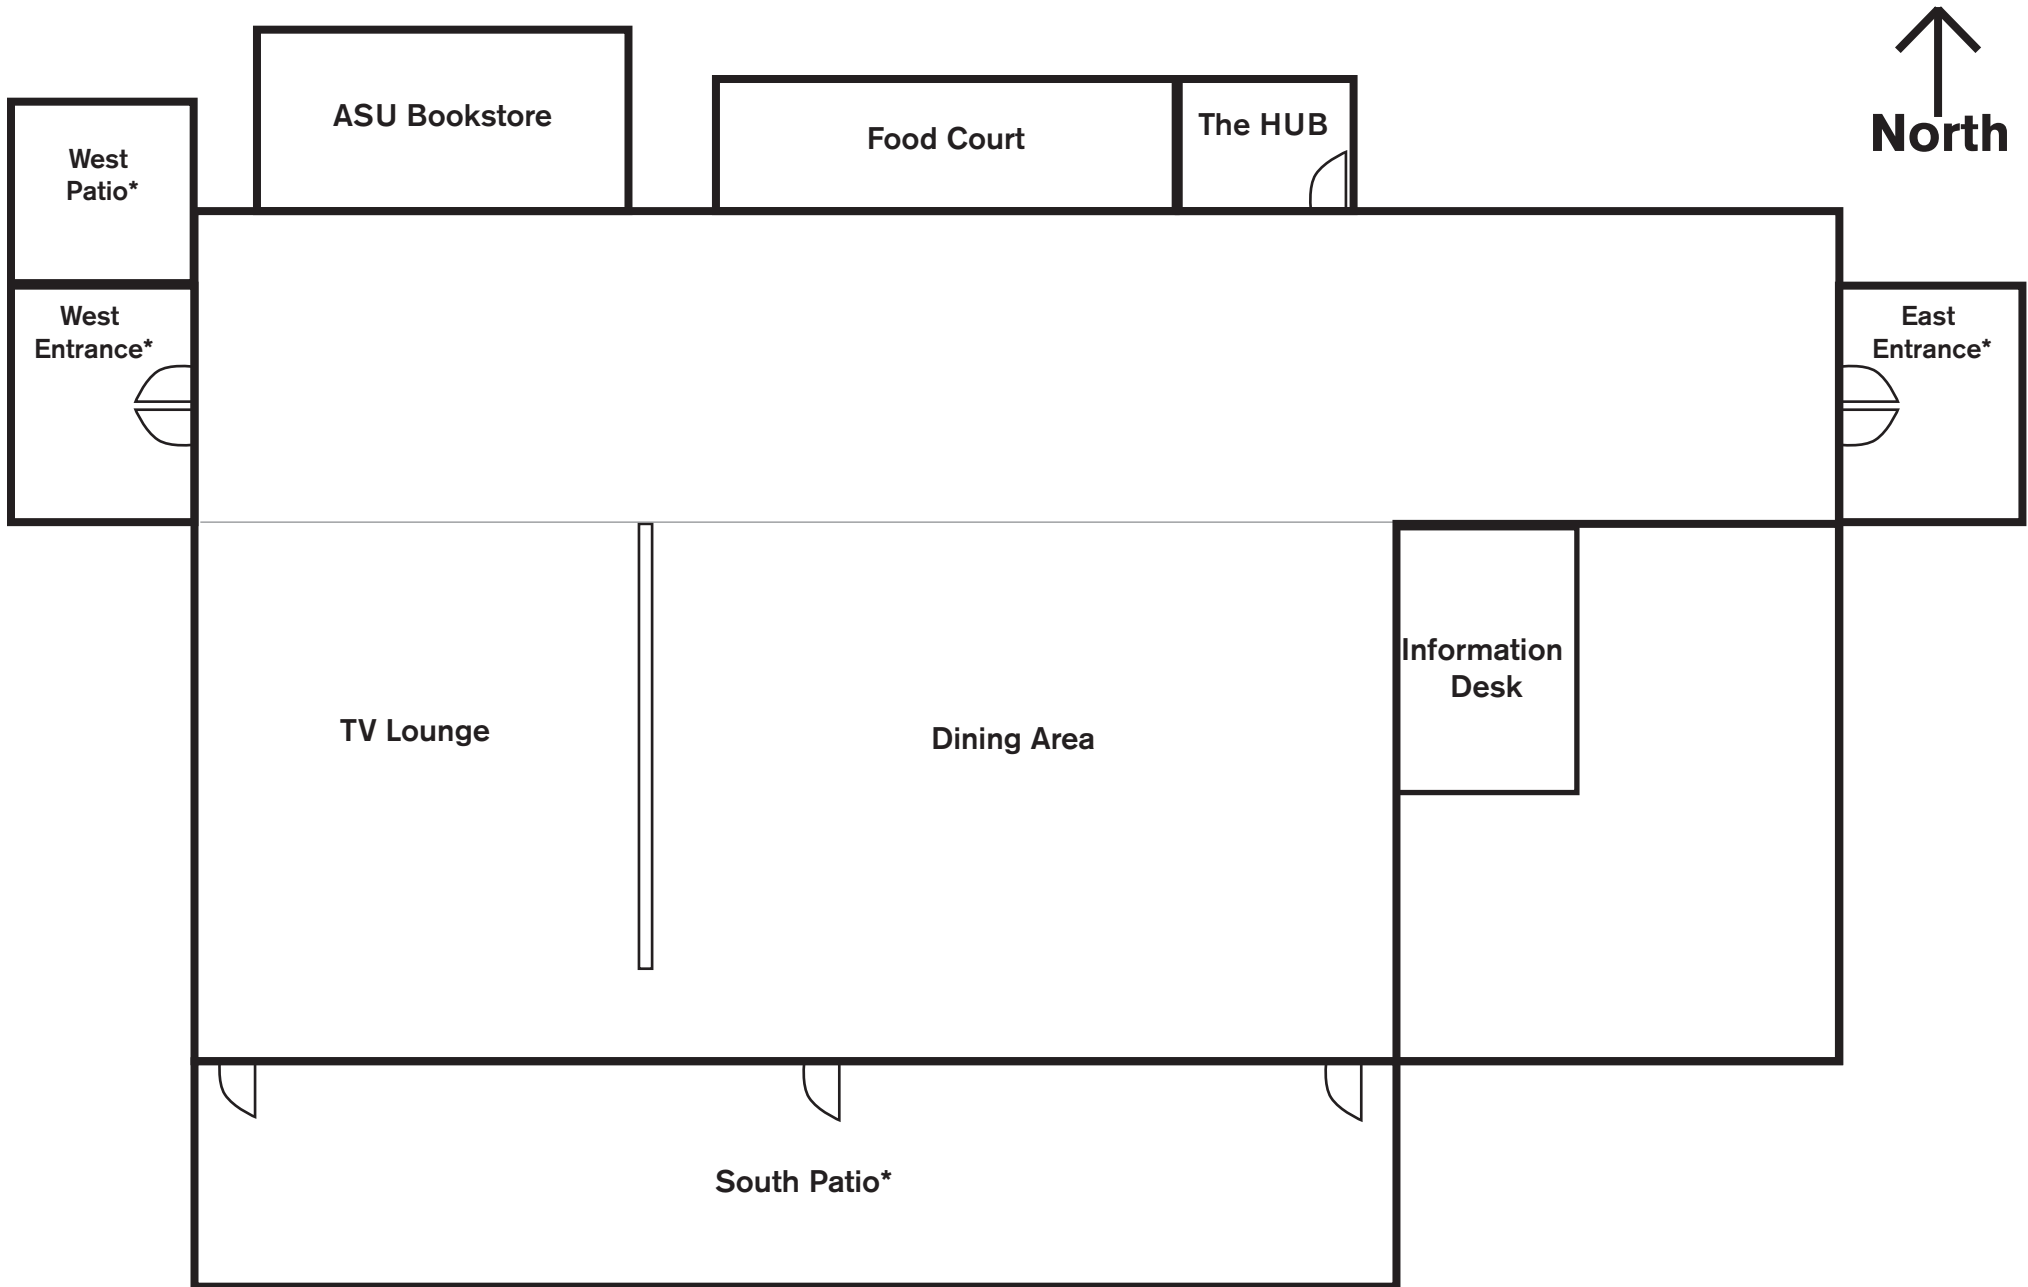 ASU Bookstore
Food Court
The HUB
North
West
Patio*
West
Entrance*
East
Entrance*
Information
Desk
TV Lounge
Dining Area
South Patio*